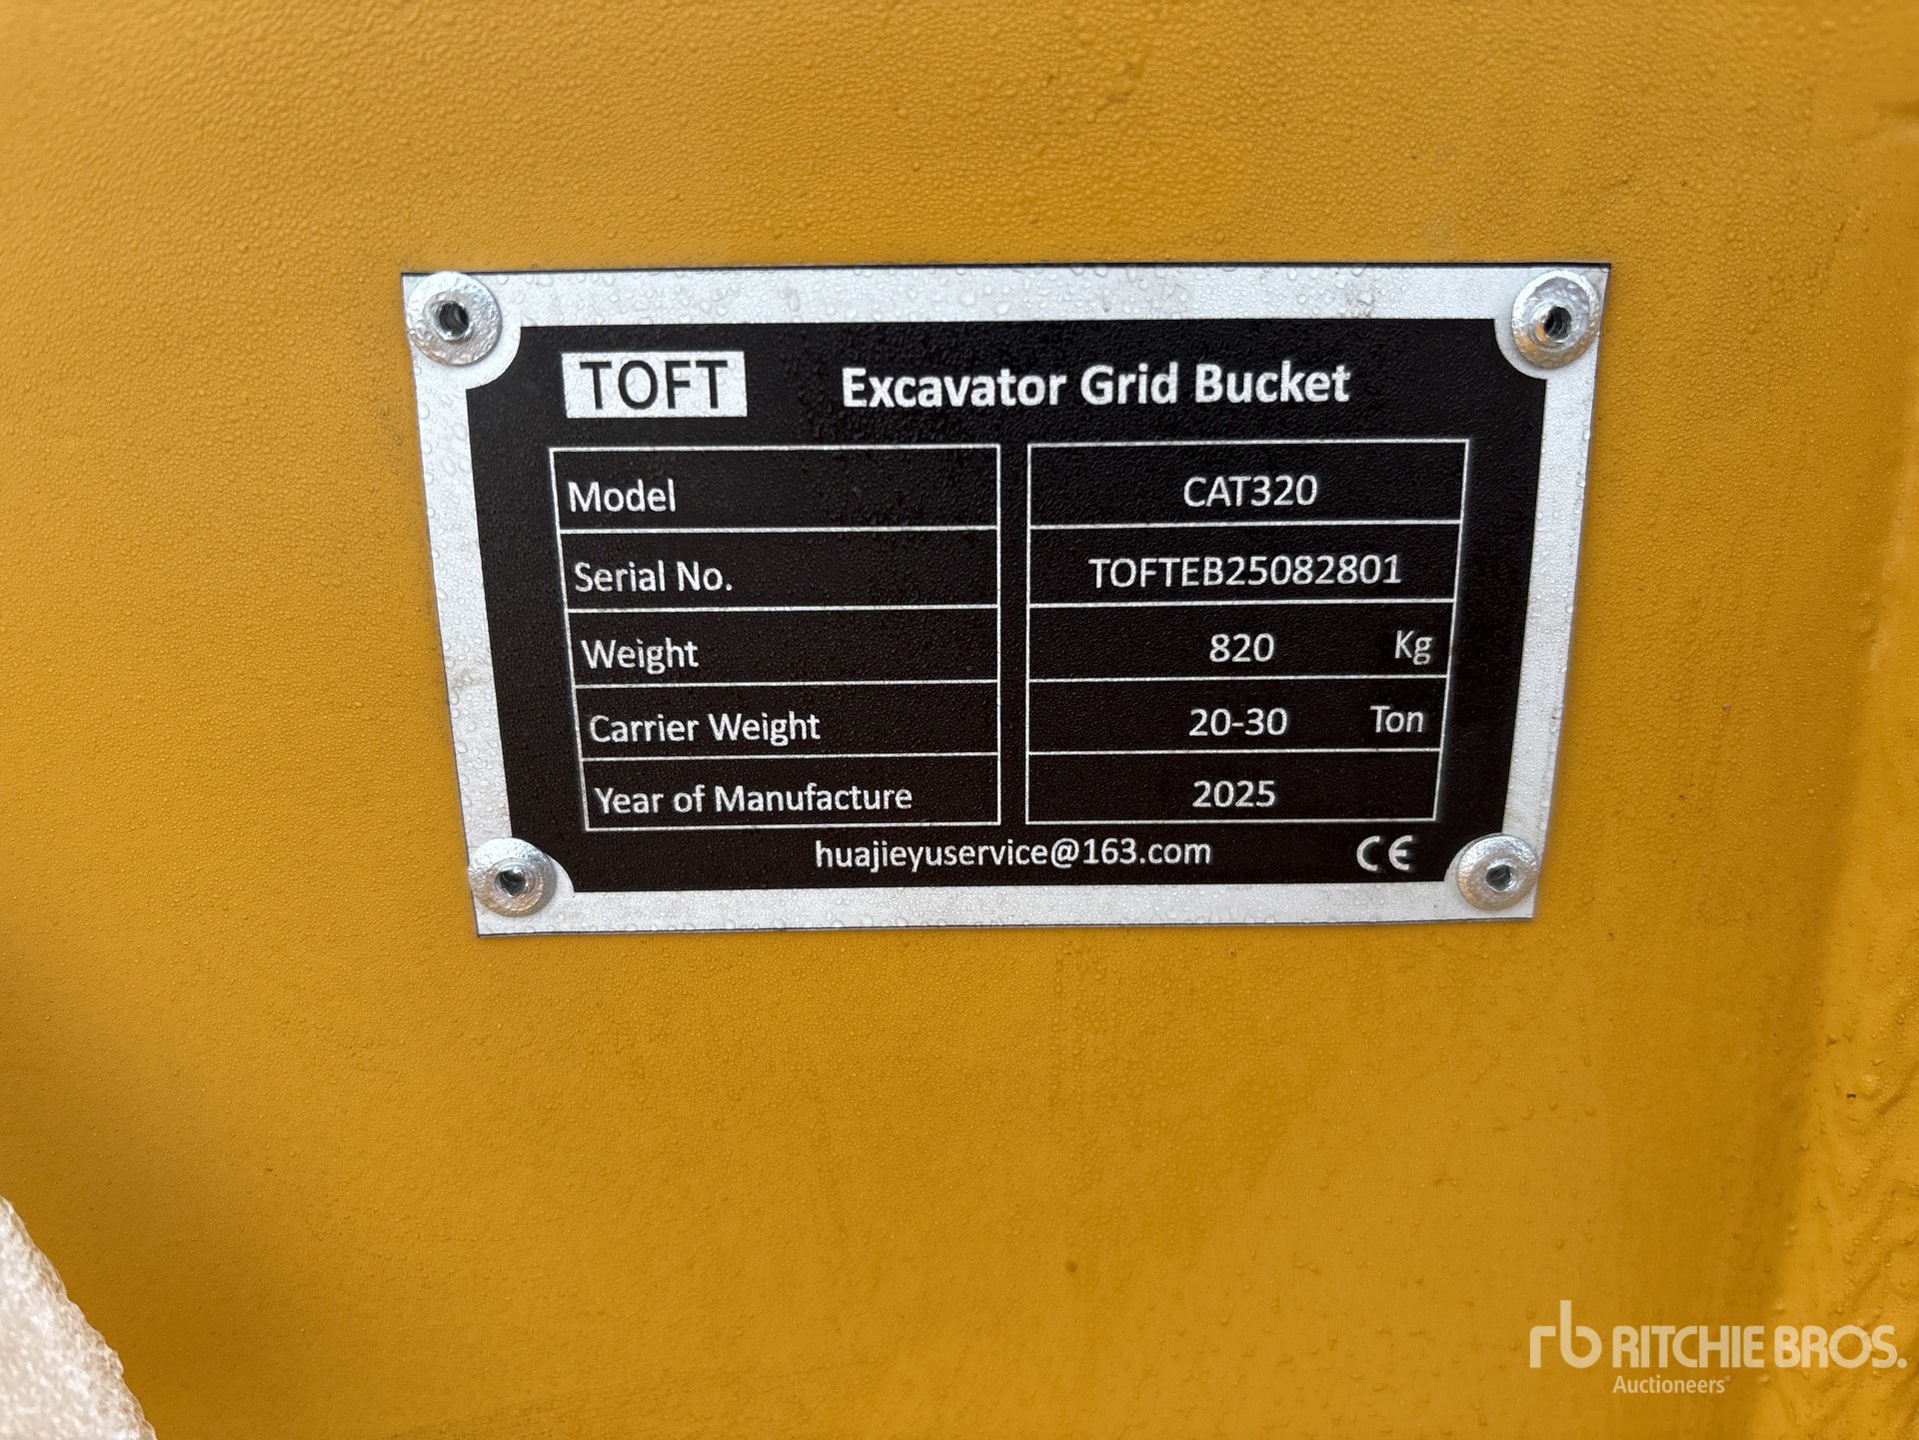 TOFT Excavator Grid Bucket
Model CAT320
Serial No. TOFTEB25082801
Weight 820 Kg
Carrier Weight 20-30 Ton
Year of Manufacture 2025
huajieyuservice@163.com CE
rb RITCHIE BROS.
Auctioneers